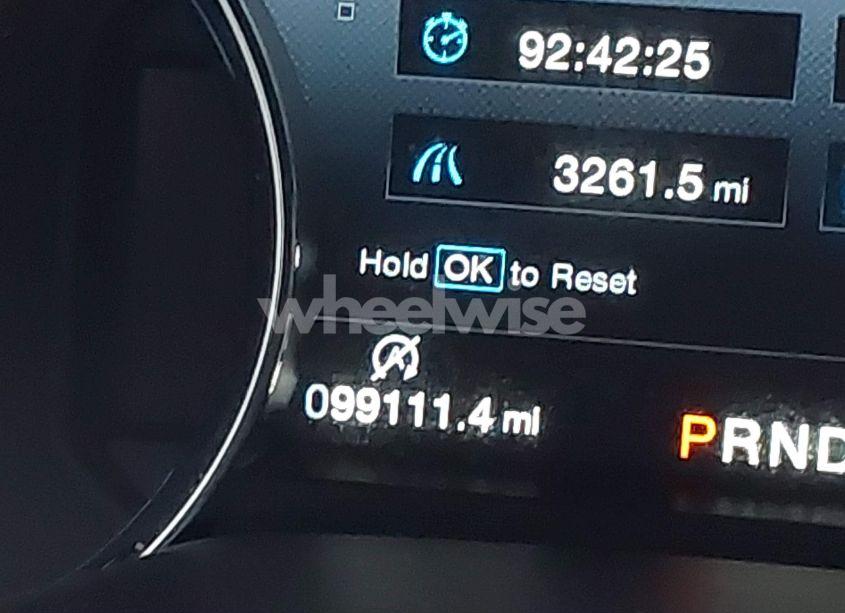 92:42:25
3261.5 mi
Hold OK to Reset
wheelwise
099111.4 mi
PRND